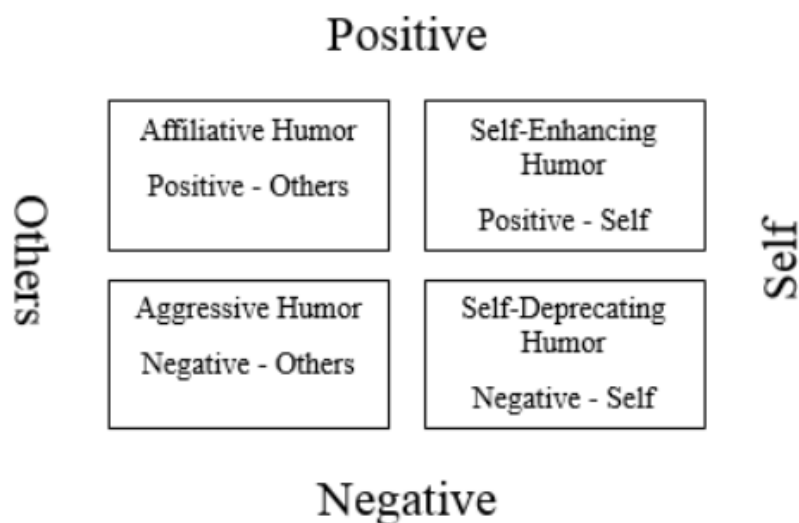 Positive
Affiliative Humor
Positive - Others
Self-Enhancing
Humor
Positive - Self
Others
Self
Aggressive Humor
Negative - Others
Self-Deprecating
Humor
Negative - Self
Negative